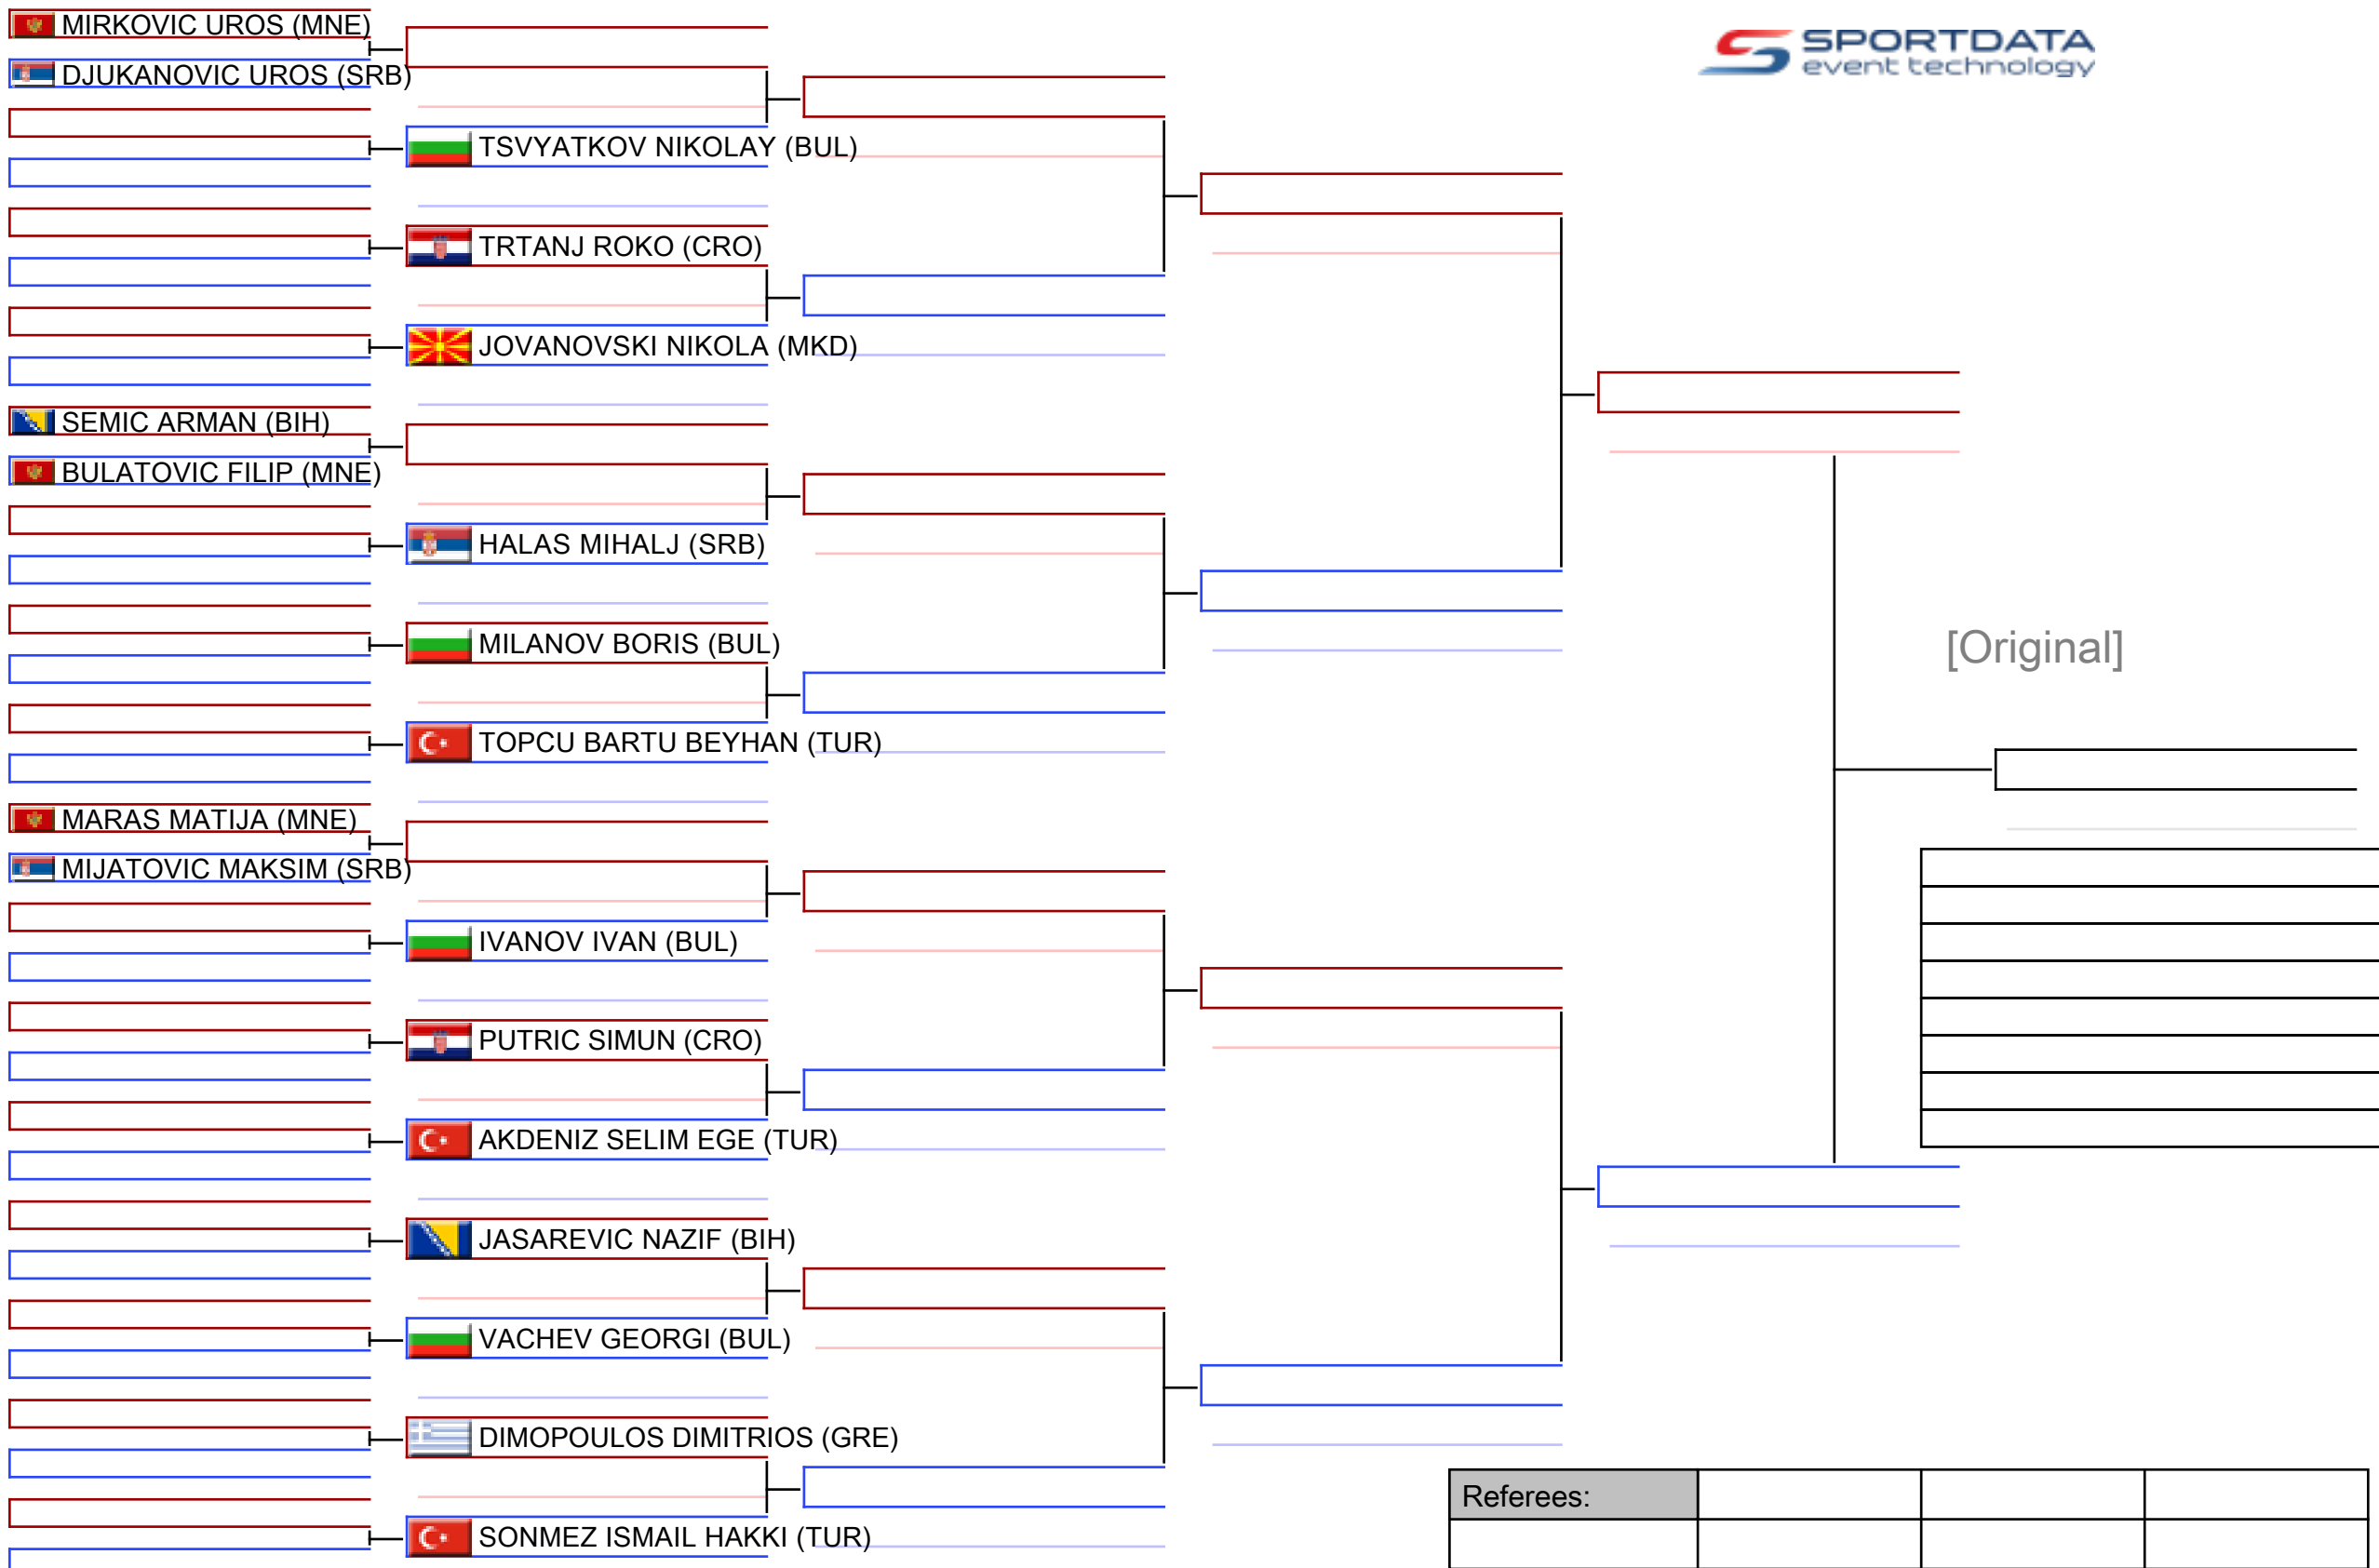 MIRKOVIC UROS (MNE)
SPORTDATA
event technology
DJUKANOVIC UROS (SRB)
TSVYATKOV NIKOLAY (BUL)
TRTANJ ROKO (CRO)
JOVANOVSKI NIKOLA (MKD)
SEMIC ARMAN (BIH)
BULATOVIC FILIP (MNE)
HALAS MIHALJ (SRB)
MILANOV BORIS (BUL)
[Original]
TOPCU BARTU BEYHAN (TUR)
MARAS MATIJA (MNE)
MIJATOVIC MAKSIM (SRB)
IVANOV IVAN (BUL)
PUTRIC SIMUN (CRO)
AKDENIZ SELIM EGE (TUR)
JASAREVIC NAZIF (BIH)
VACHEV GEORGI (BUL)
DIMOPOULOS DIMITRIOS (GRE)
Referees:
SONMEZ ISMAIL HAKKI (TUR)